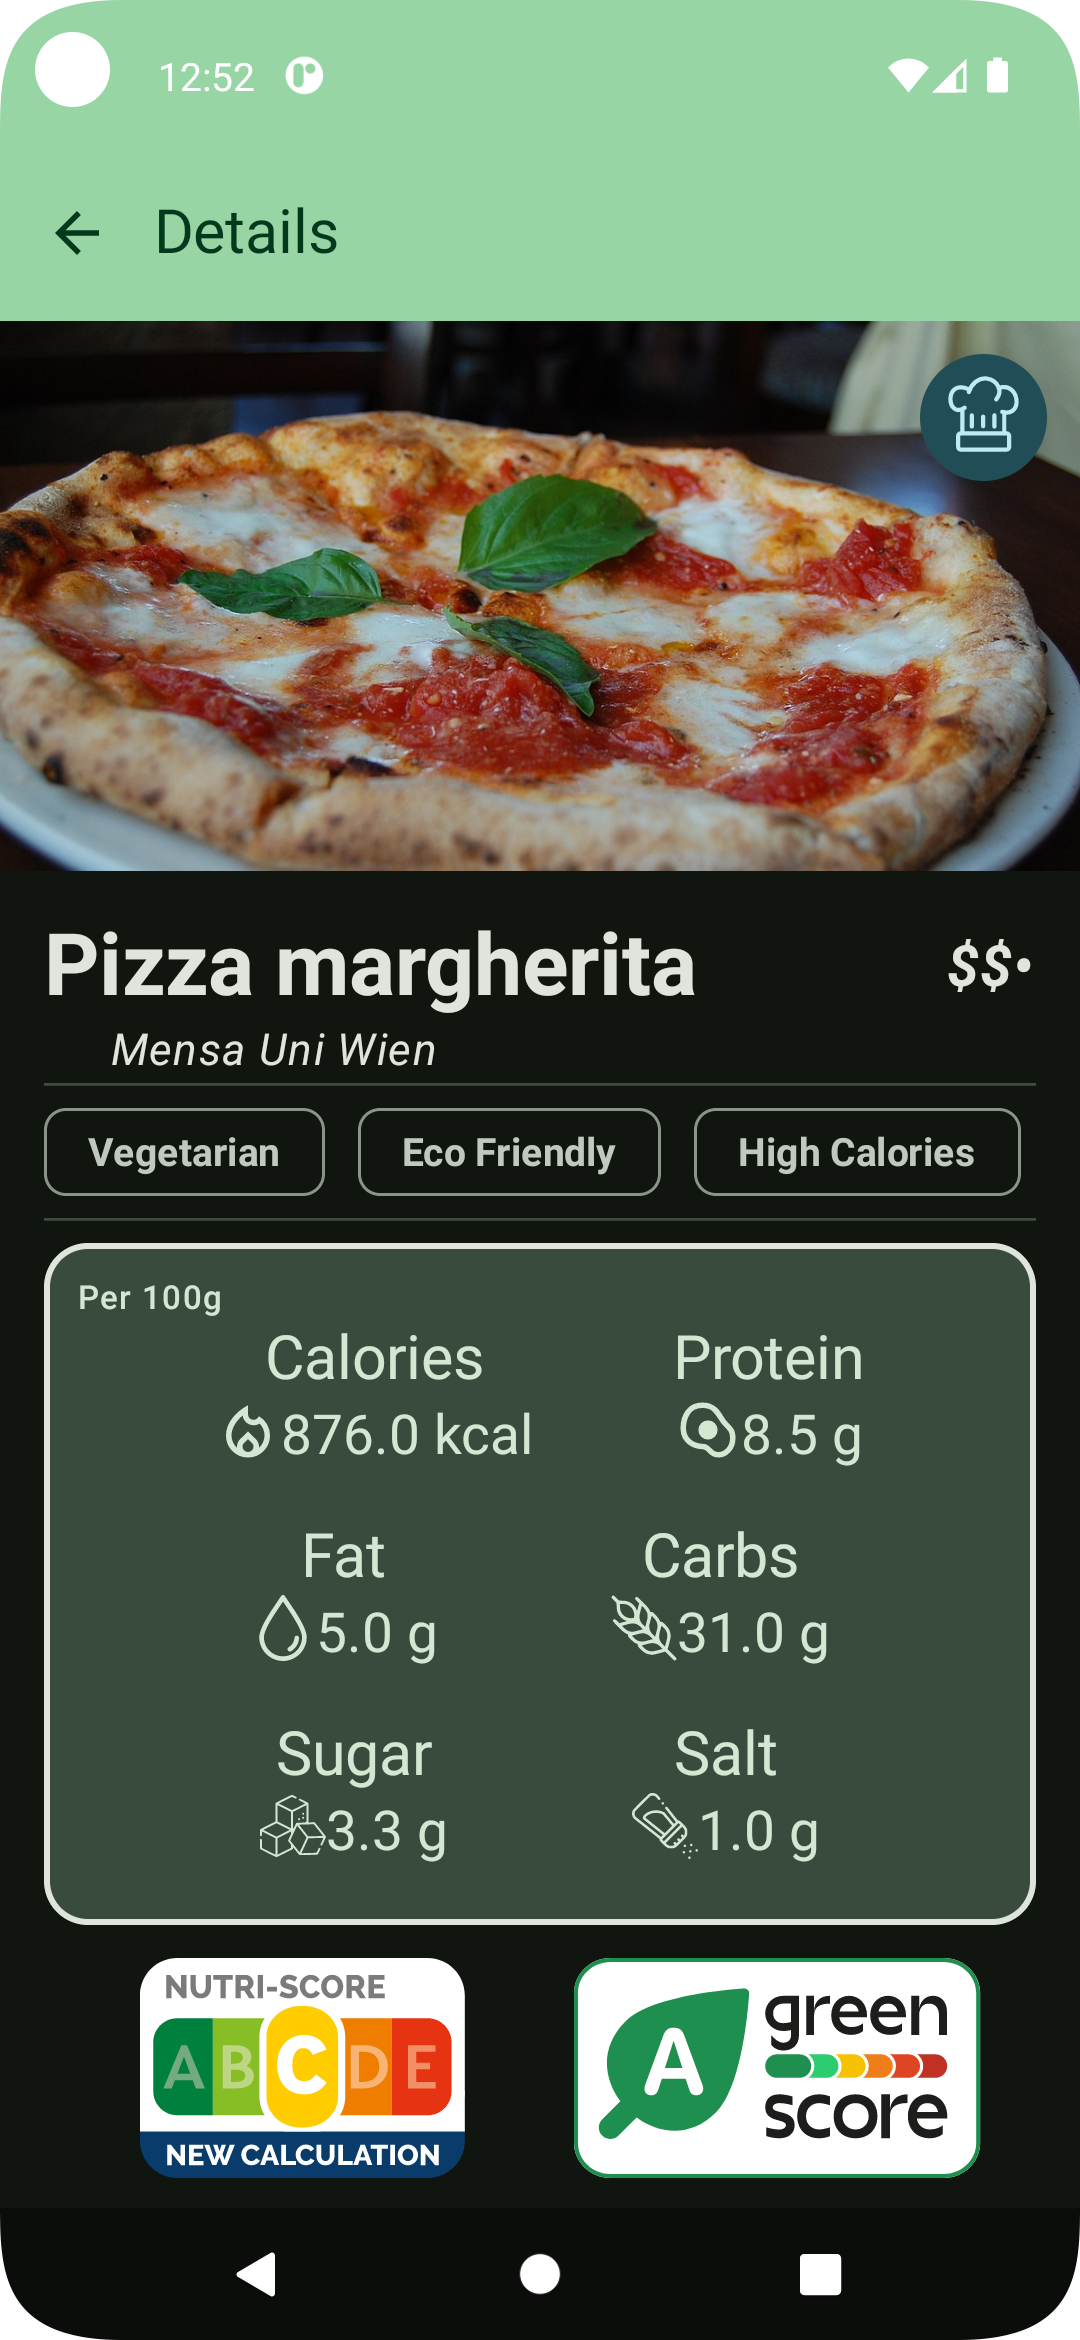 12:52
Details
Pizza margherita
$$•
Mensa Uni Wien
Vegetarian Eco Friendly High Calories
Per 100g
Calories Protein
876.0 kcal 8.5 g
Fat Carbs
5.0 g 31.0 g
Sugar Salt
3.3 g 1.0 g
NUTRI-SCORE
A B C D E
NEW CALCULATION
A
green
score